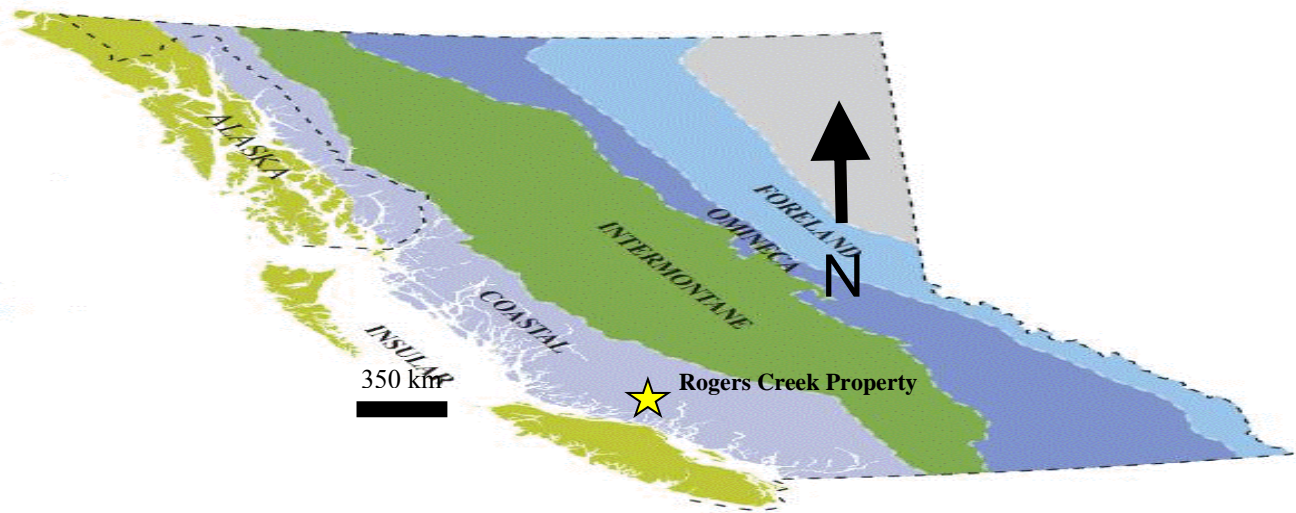 ALASKA
FORELAND
OMINECA
INTERMONTANE
N
COASTAL
INSULAR
350 km
Rogers Creek Property